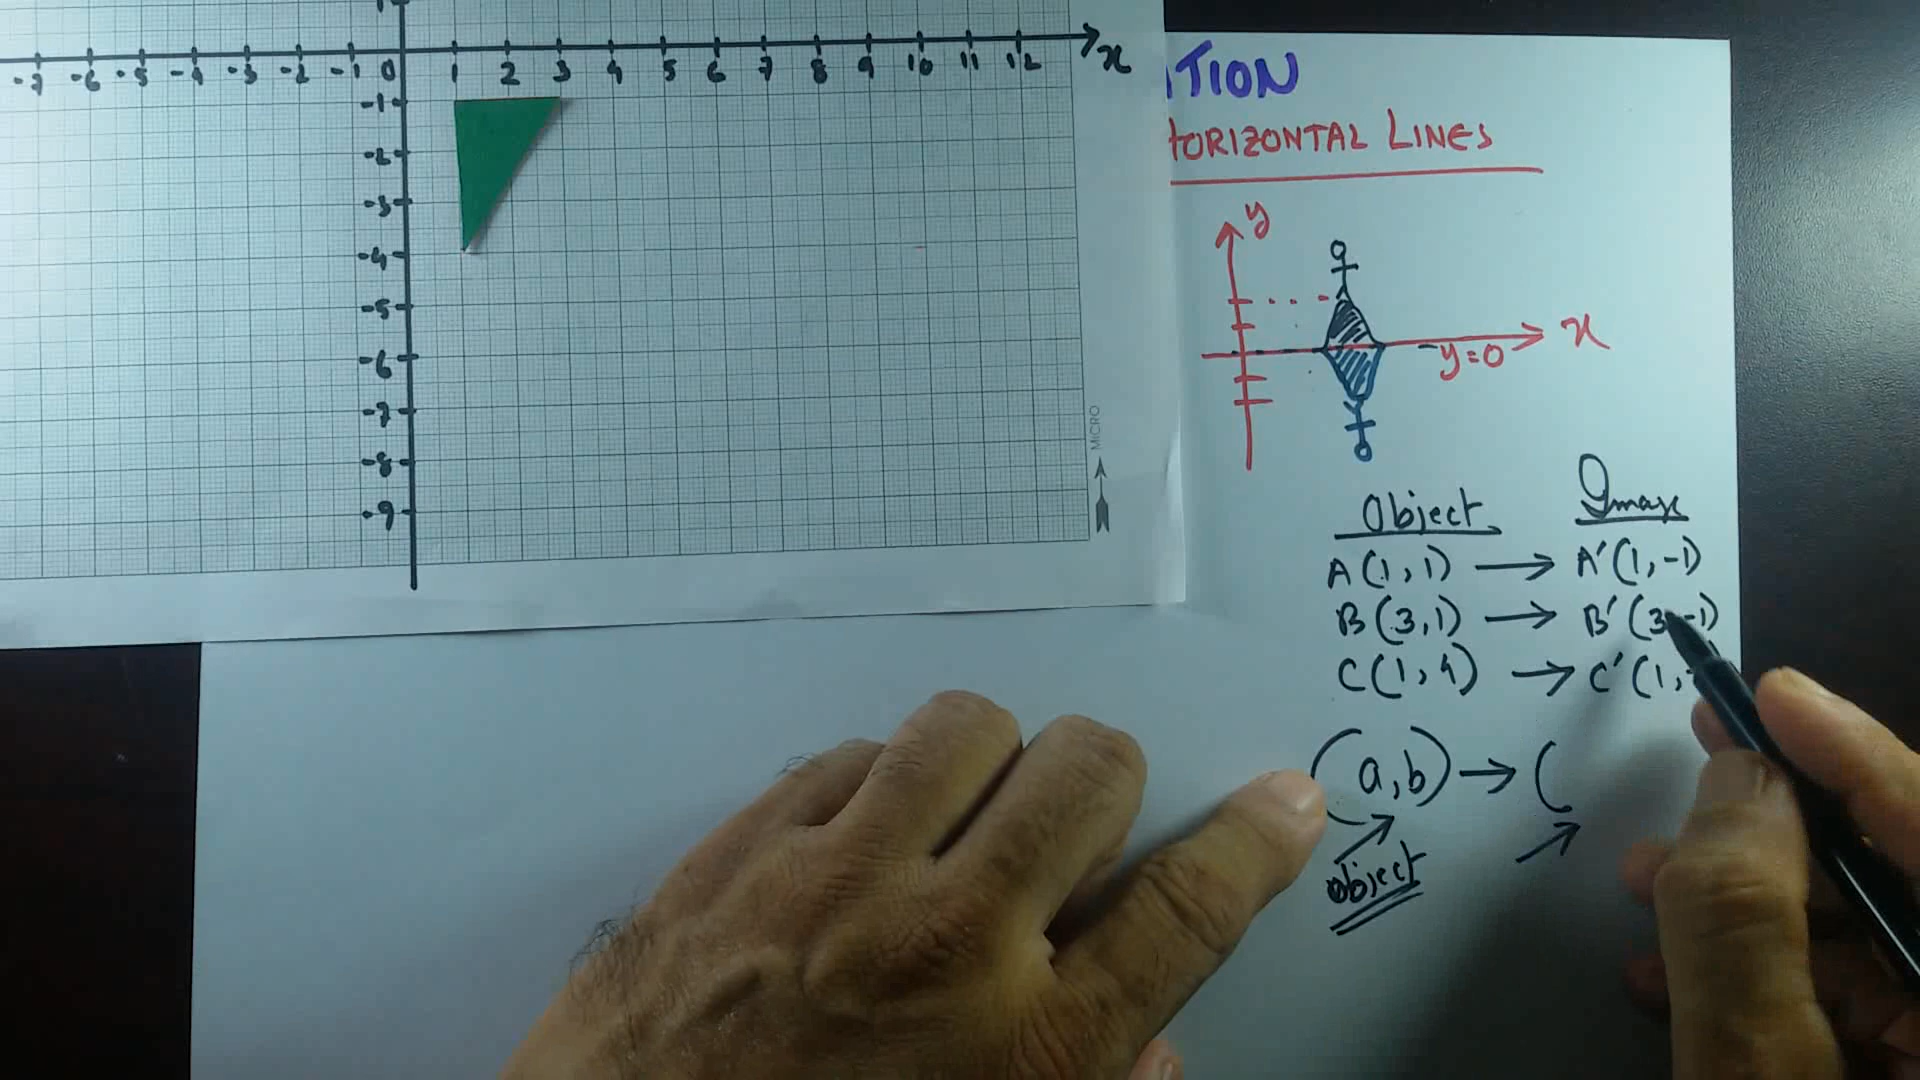 -7 -6 -5 -4 -3 -2 -1 0 1 2 3 4 5 6 7 8 9 10 11 12 x
-1
-2
-3
-4
-5
-6
-7
-8
-9
MICRO
TION
HORIZONTAL LINES
y
x
y=0
Object Image
A(1,1) → A'(1,-1)
B(3,1) → B'(3,-1)
C(1,4) → C'(1,
(a,b) → (
object